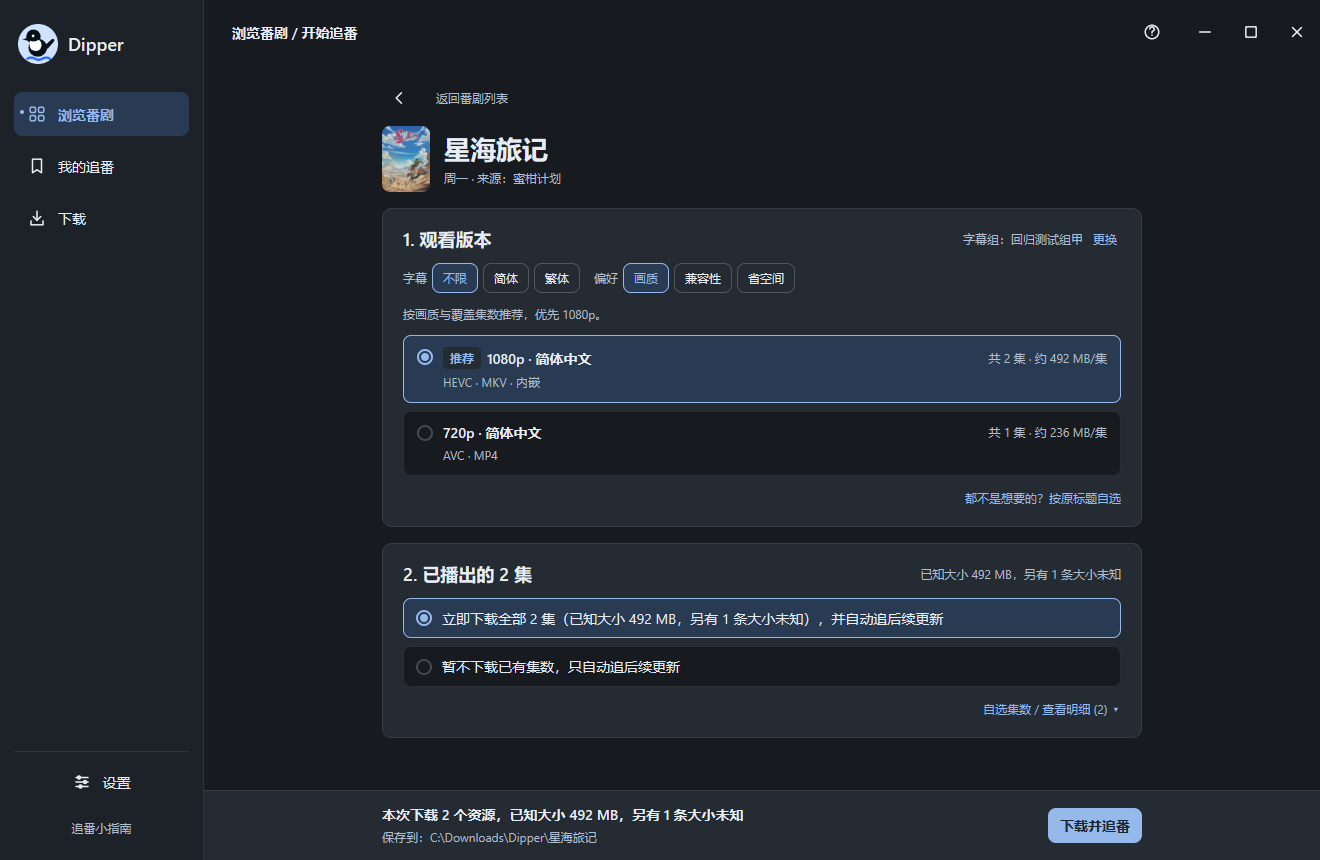 Dipper
浏览番剧 / 开始追番
浏览番剧
我的追番
下载
返回番剧列表
星海旅记
周一 · 来源：蜜柑计划
1. 观看版本
字幕组：回归测试组甲 更换
字幕 不限 简体 繁体 偏好 画质 兼容性 省空间
按画质与覆盖集数推荐，优先 1080p。
推荐 1080p · 简体中文 共 2 集 · 约 492 MB/集
HEVC · MKV · 内嵌
720p · 简体中文 共 1 集 · 约 236 MB/集
AVC · MP4
都不是想要的？按原标题自选
2. 已播出的 2 集
已知大小 492 MB，另有 1 条大小未知
立即下载全部 2 集（已知大小 492 MB，另有 1 条大小未知），并自动追后续更新
暂不下载已有集数，只自动追后续更新
自选集数 / 查看明细 (2)
设置
追番小指南
本次下载 2 个资源，已知大小 492 MB，另有 1 条大小未知
保存到：C:\Downloads\Dipper\星海旅记
下载并追番